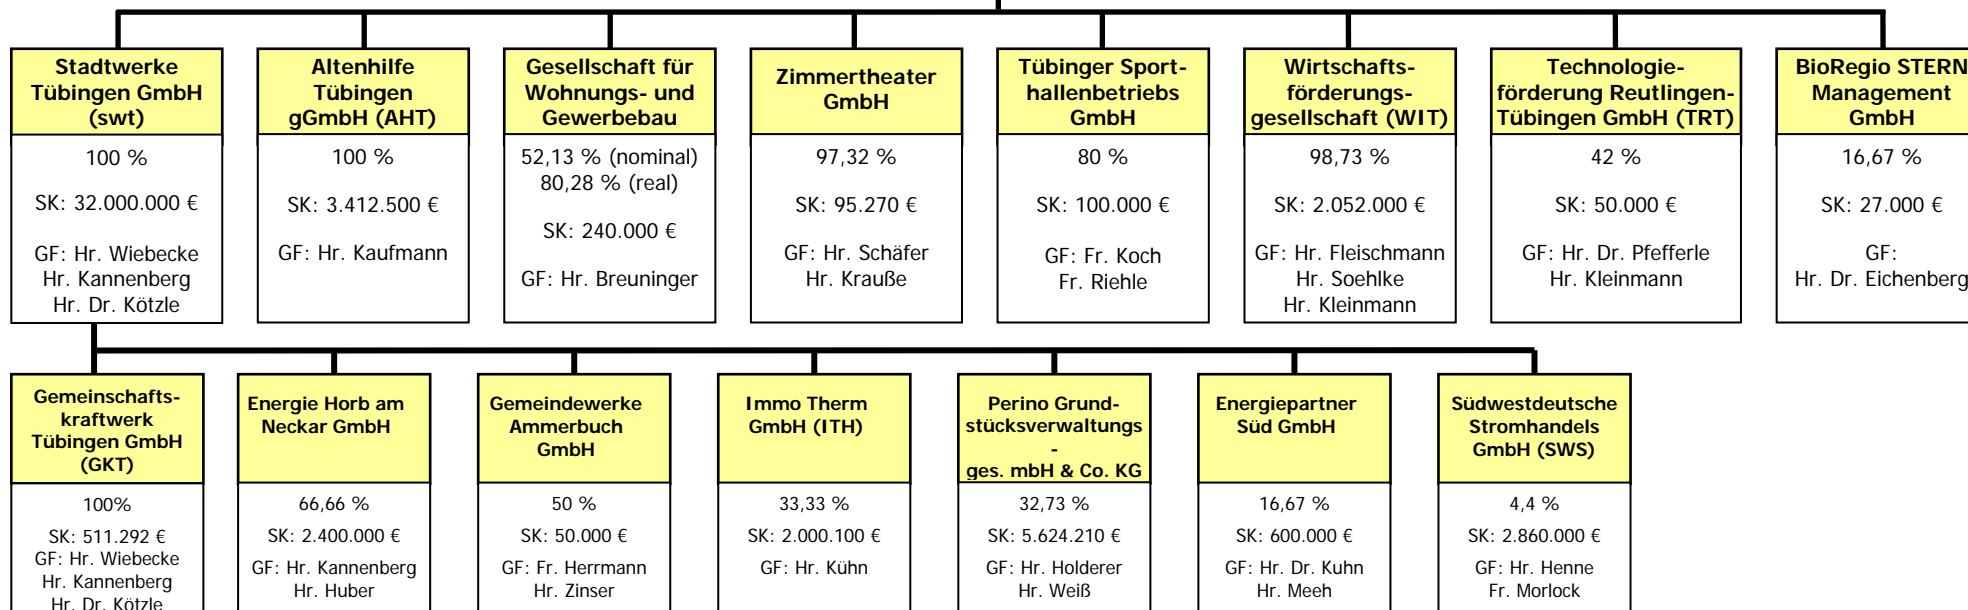 Stadtwerke
Tübingen GmbH
(swt)
100 %
SK: 32.000.000 €
GF: Hr. Wiebecke
Hr. Kannenberg
Hr. Dr. Kötzle
Altenhilfe
Tübingen
gGmbH (AHT)
100 %
SK: 3.412.500 €
GF: Hr. Kaufmann
Gesellschaft für
Wohnungs- und
Gewerbebau
52,13 % (nominal)
80,28 % (real)
SK: 240.000 €
GF: Hr. Breuninger
Zimmertheater
GmbH
97,32 %
SK: 95.270 €
GF: Hr. Schäfer
Hr. Krauße
Tübinger Sport-
hallenbetriebs
GmbH
80 %
SK: 100.000 €
GF: Fr. Koch
Fr. Riehle
Wirtschafts-
förderungs-
gesellschaft (WIT)
98,73 %
SK: 2.052.000 €
GF: Hr. Fleischmann
Hr. Soehlke
Hr. Kleinmann
Technologie-
förderung Reutlingen-
Tübingen GmbH (TRT)
42 %
SK: 50.000 €
GF: Hr. Dr. Pfefferle
Hr. Kleinmann
BioRegio STERN
Management
GmbH
16,67 %
SK: 27.000 €
GF:
Hr. Dr. Eichenberg
Gemeinschafts-
kraftwerk
Tübingen GmbH
(GKT)
100%
SK: 511.292 €
GF: Hr. Wiebecke
Hr. Kannenberg
Hr. Dr. Kötzle
Energie Horb am
Neckar GmbH
66,66 %
SK: 2.400.000 €
GF: Hr. Kannenberg
Hr. Huber
Gemeindewerke
Ammerbuch
GmbH
50 %
SK: 50.000 €
GF: Fr. Herrmann
Hr. Zinser
Immo Therm
GmbH (ITH)
33,33 %
SK: 2.000.100 €
GF: Hr. Kühn
Perino Grund-
stücksverwaltungs
-
ges. mbH & Co. KG
32,73 %
SK: 5.624.210 €
GF: Hr. Holderer
Hr. Weiß
Energiepartner
Süd GmbH
16,67 %
SK: 600.000 €
GF: Hr. Dr. Kuhn
Hr. Meeh
Südwestdeutsche
Stromhandels
GmbH (SWS)
4,4 %
SK: 2.860.000 €
GF: Hr. Henne
Fr. Morlock